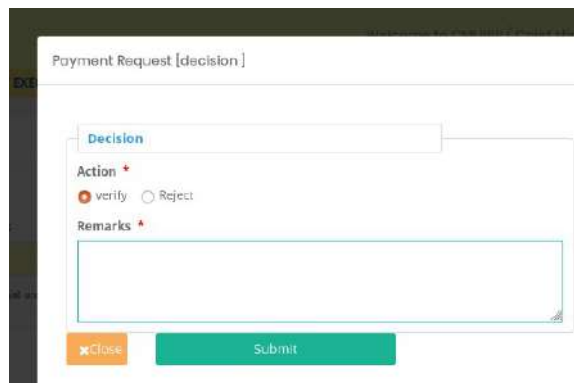 Payment Request [decision ]
Decision
Action *
verify Reject
Remarks *
×Close Submit